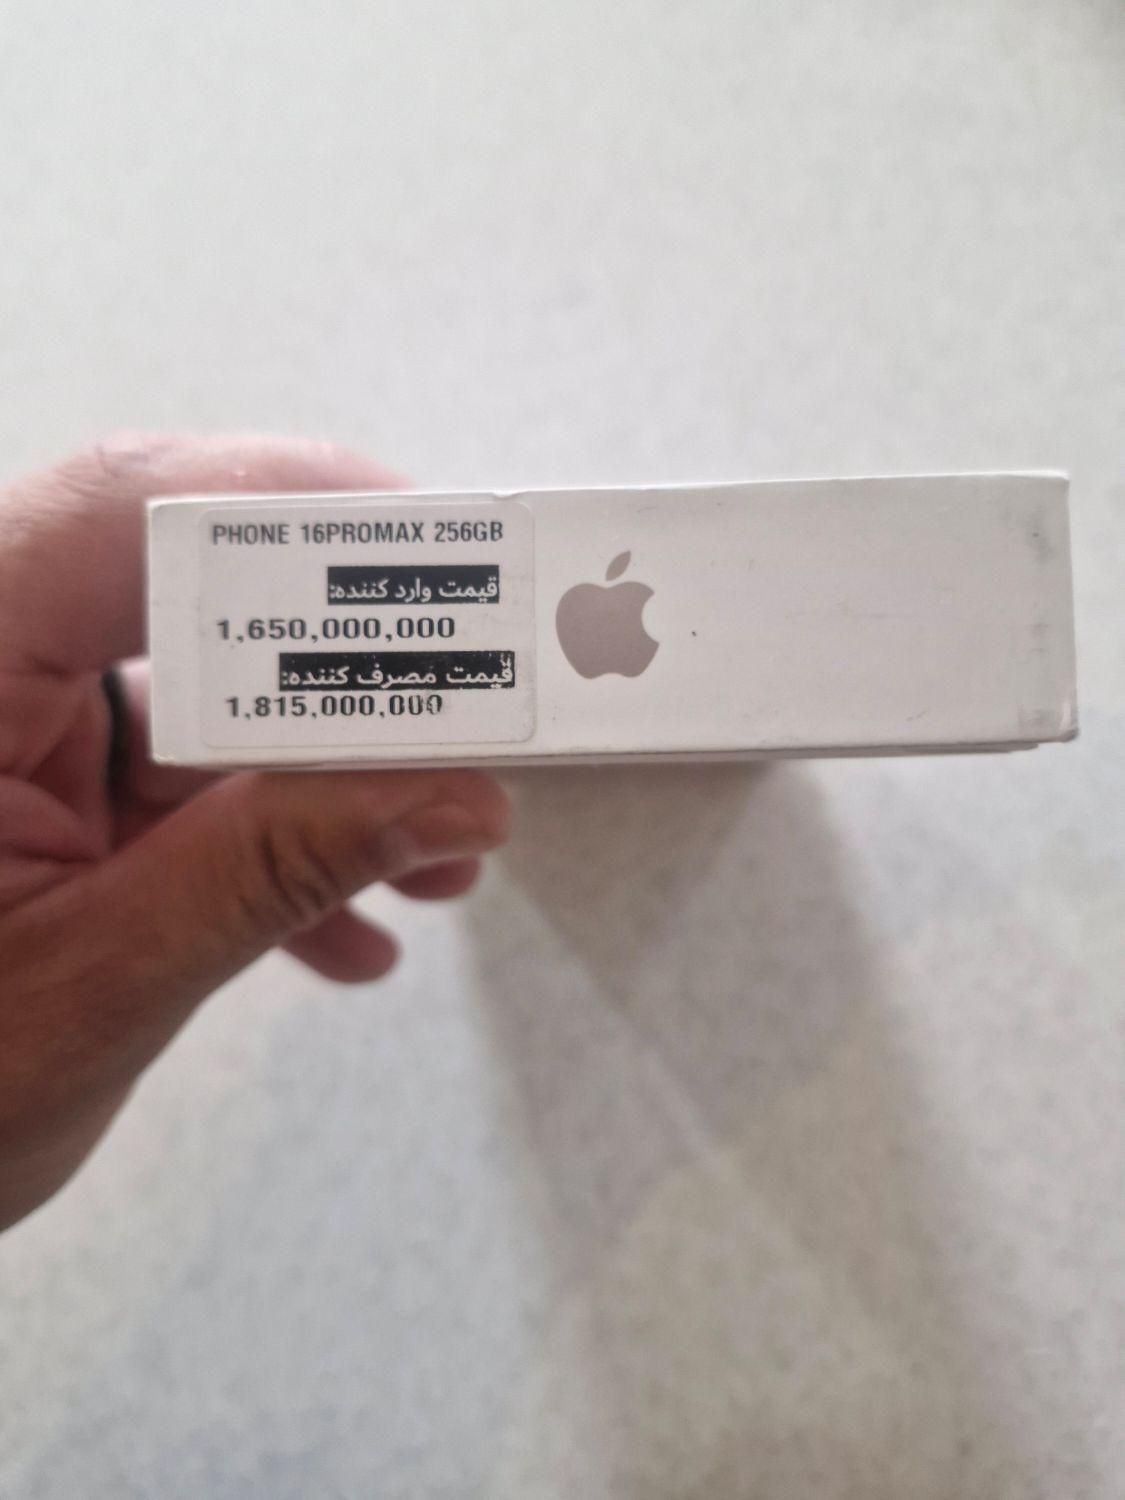 PHONE 16PROMAX 256GB
قیمت وارد کننده:
1,650,000,000
قیمت مصرف کننده:
1,815,000,000